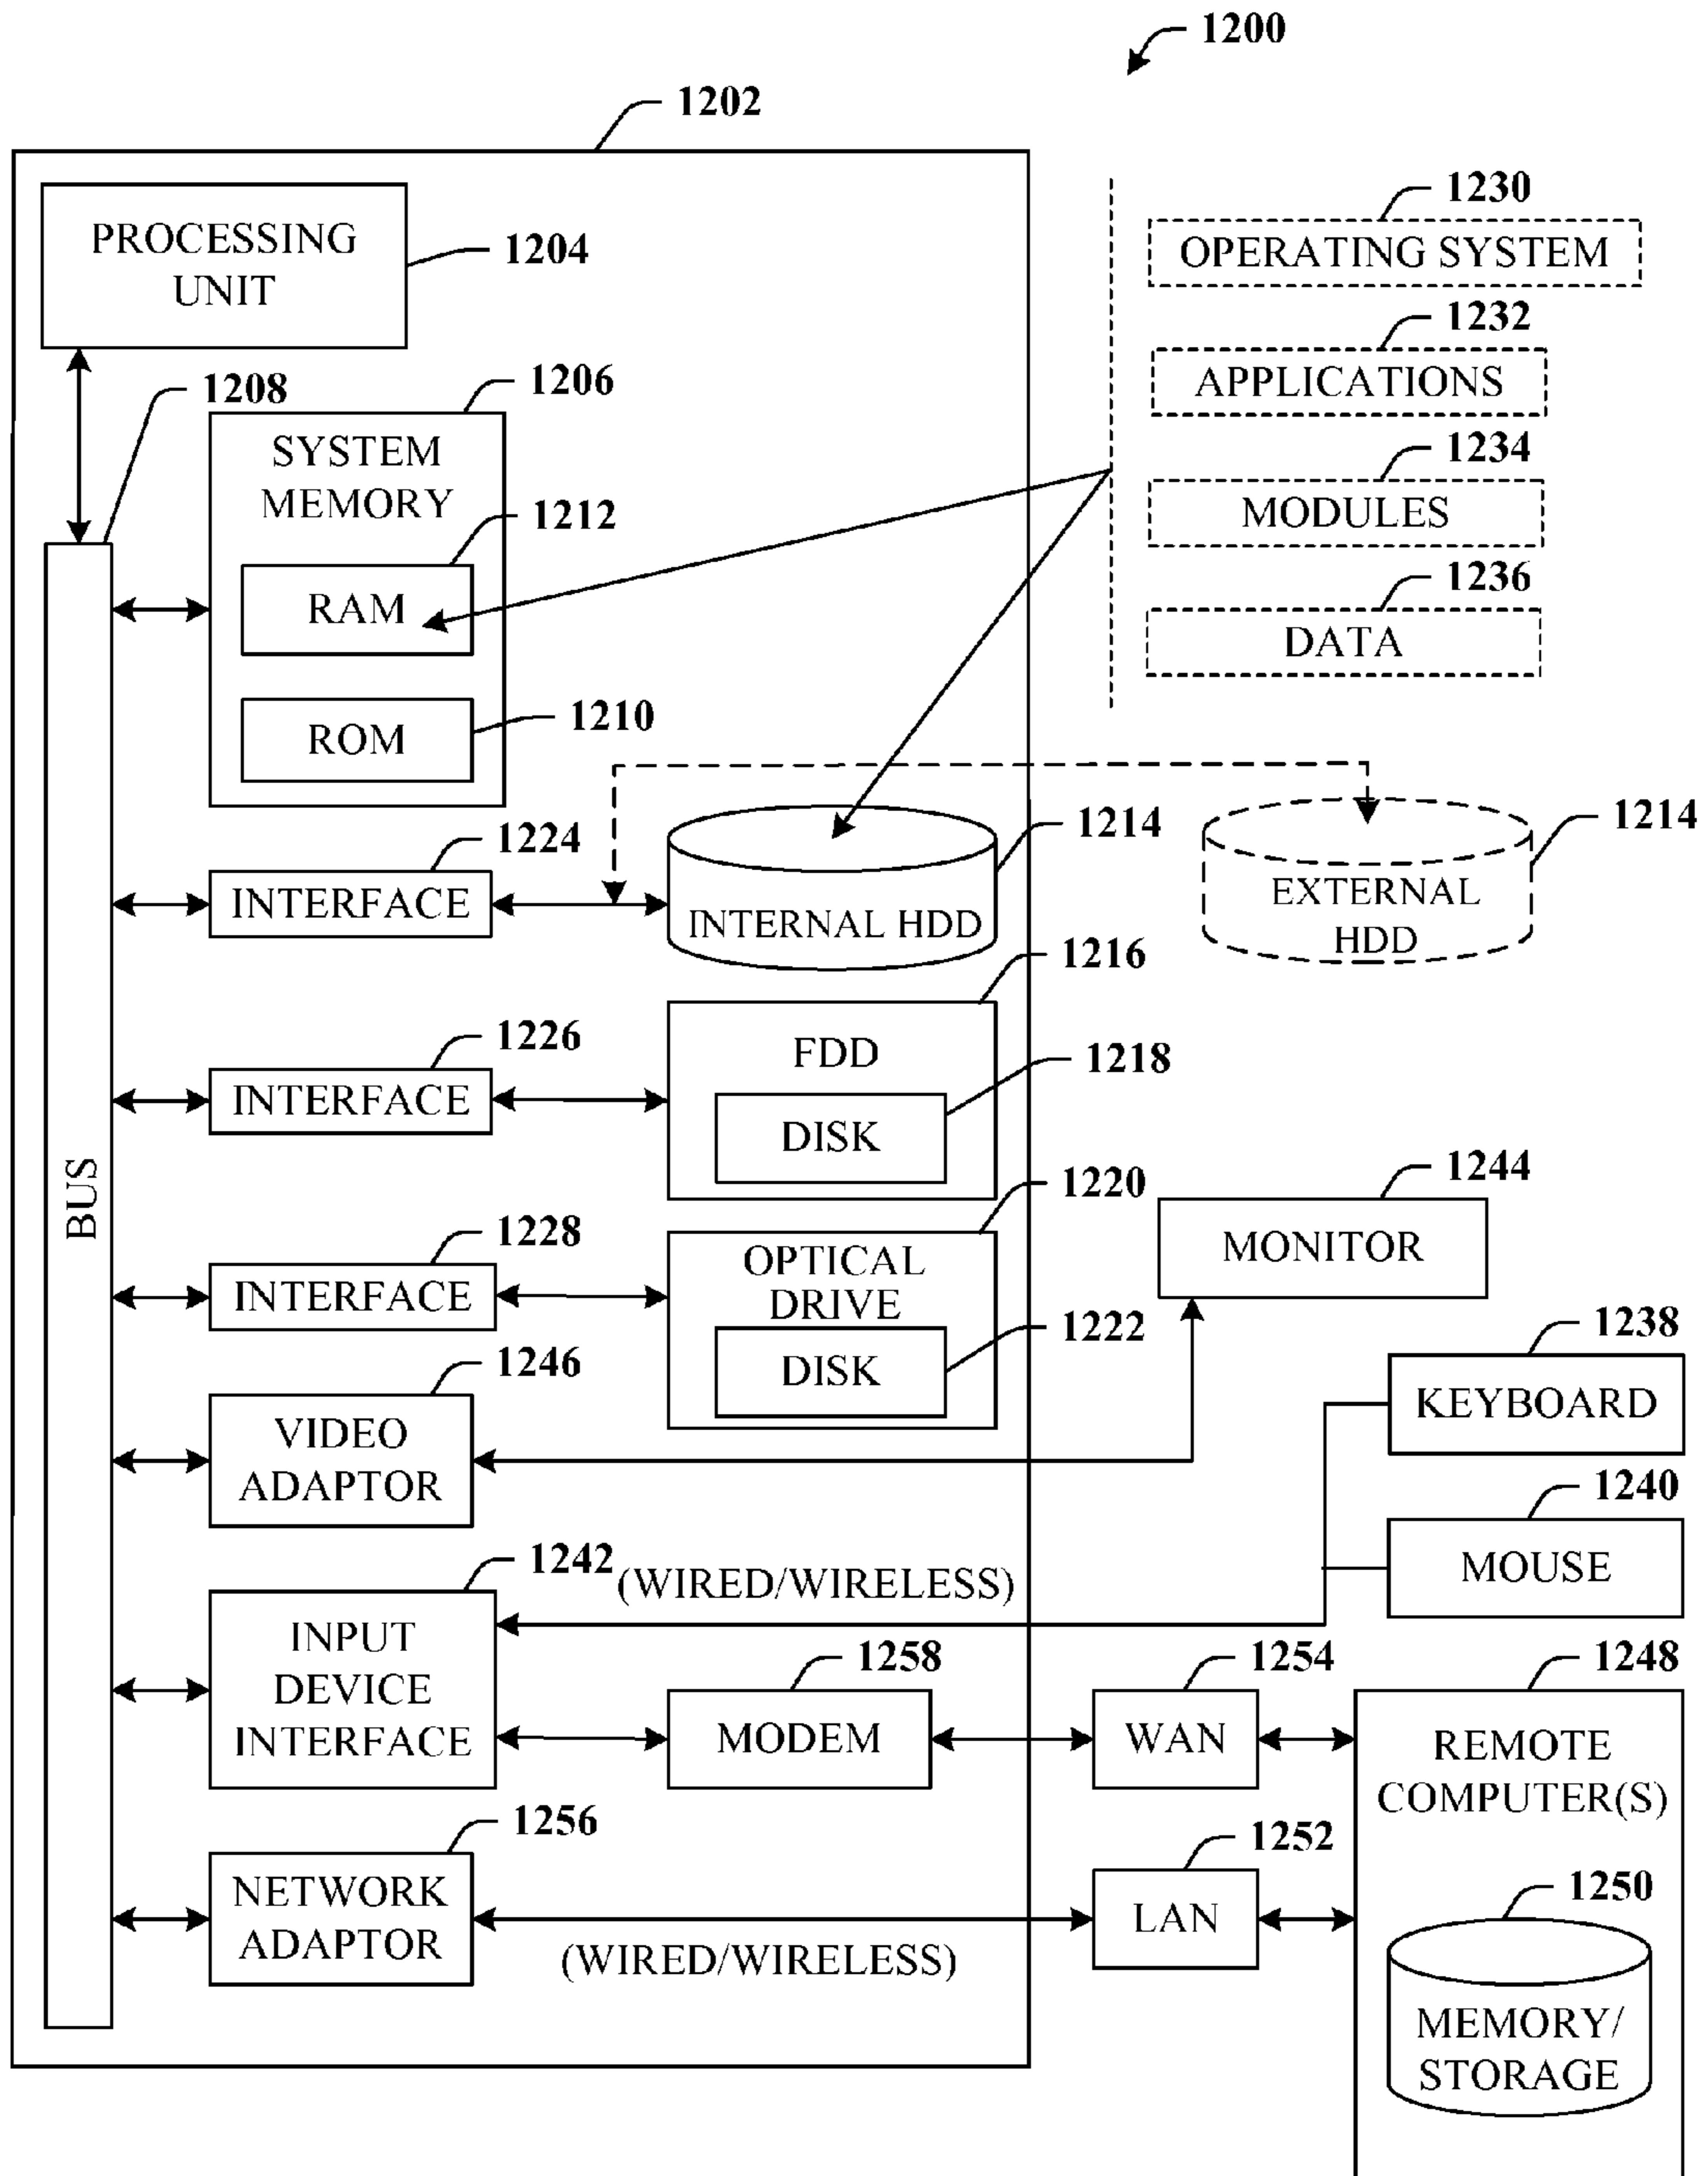 1200
1202
PROCESSING
UNIT
1204
1230
OPERATING SYSTEM
1232
APPLICATIONS
1234
MODULES
1236
DATA
1208
1206
SYSTEM
MEMORY
1212
RAM
1210
ROM
1224
INTERFACE
1214
INTERNAL HDD
1214
EXTERNAL
HDD
1216
FDD
1218
DISK
1226
INTERFACE
BUS
1220
OPTICAL
DRIVE
1222
DISK
1228
INTERFACE
1244
MONITOR
1246
VIDEO
ADAPTOR
1238
KEYBOARD
1240
MOUSE
1242
(WIRED/WIRELESS)
INPUT
DEVICE
INTERFACE
1258
MODEM
1254
WAN
1248
REMOTE
COMPUTER(S)
1256
NETWORK
ADAPTOR
(WIRED/WIRELESS)
1252
LAN
1250
MEMORY/
STORAGE